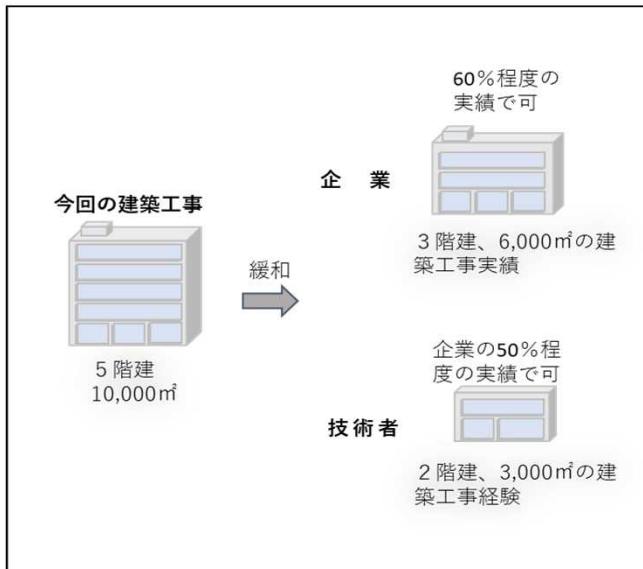 今回の建築工事
5階建
10,000㎡
緩和
60%程度の
実績で可
企 業
3階建、6,000㎡の建
築工事実績
企業の50%程
度の実績で可
技術者
2階建、3,000㎡の建
築工事経験